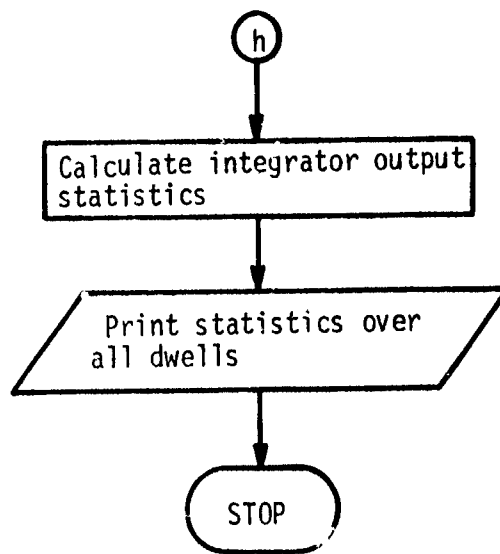 h
Calculate integrator output
statistics
Print statistics over
all dwells
STOP